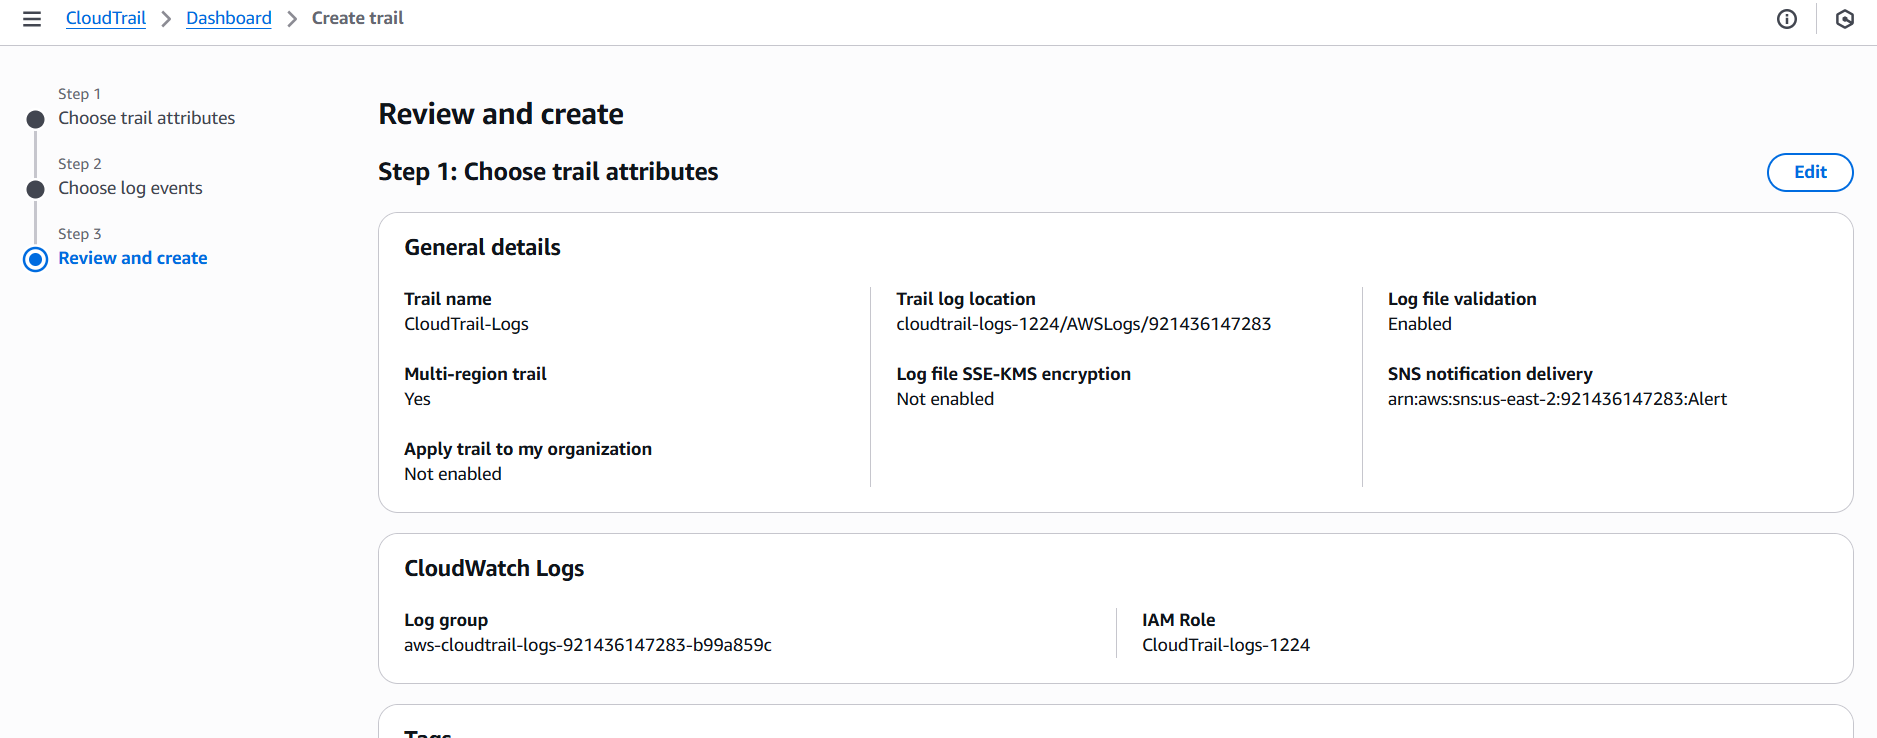 CloudTrail > Dashboard > Create trail
Step 1
Choose trail attributes
Step 2
Choose log events
Step 3
Review and create
Review and create
Step 1: Choose trail attributes
Edit
General details
Trail name
CloudTrail-Logs
Multi-region trail
Yes
Apply trail to my organization
Not enabled
Trail log location
cloudtrail-logs-1224/AWSLogs/921436147283
Log file SSE-KMS encryption
Not enabled
Log file validation
Enabled
SNS notification delivery
arn:aws:sns:us-east-2:921436147283:Alert
CloudWatch Logs
Log group
aws-cloudtrail-logs-921436147283-b99a859c
IAM Role
CloudTrail-logs-1224
Tags